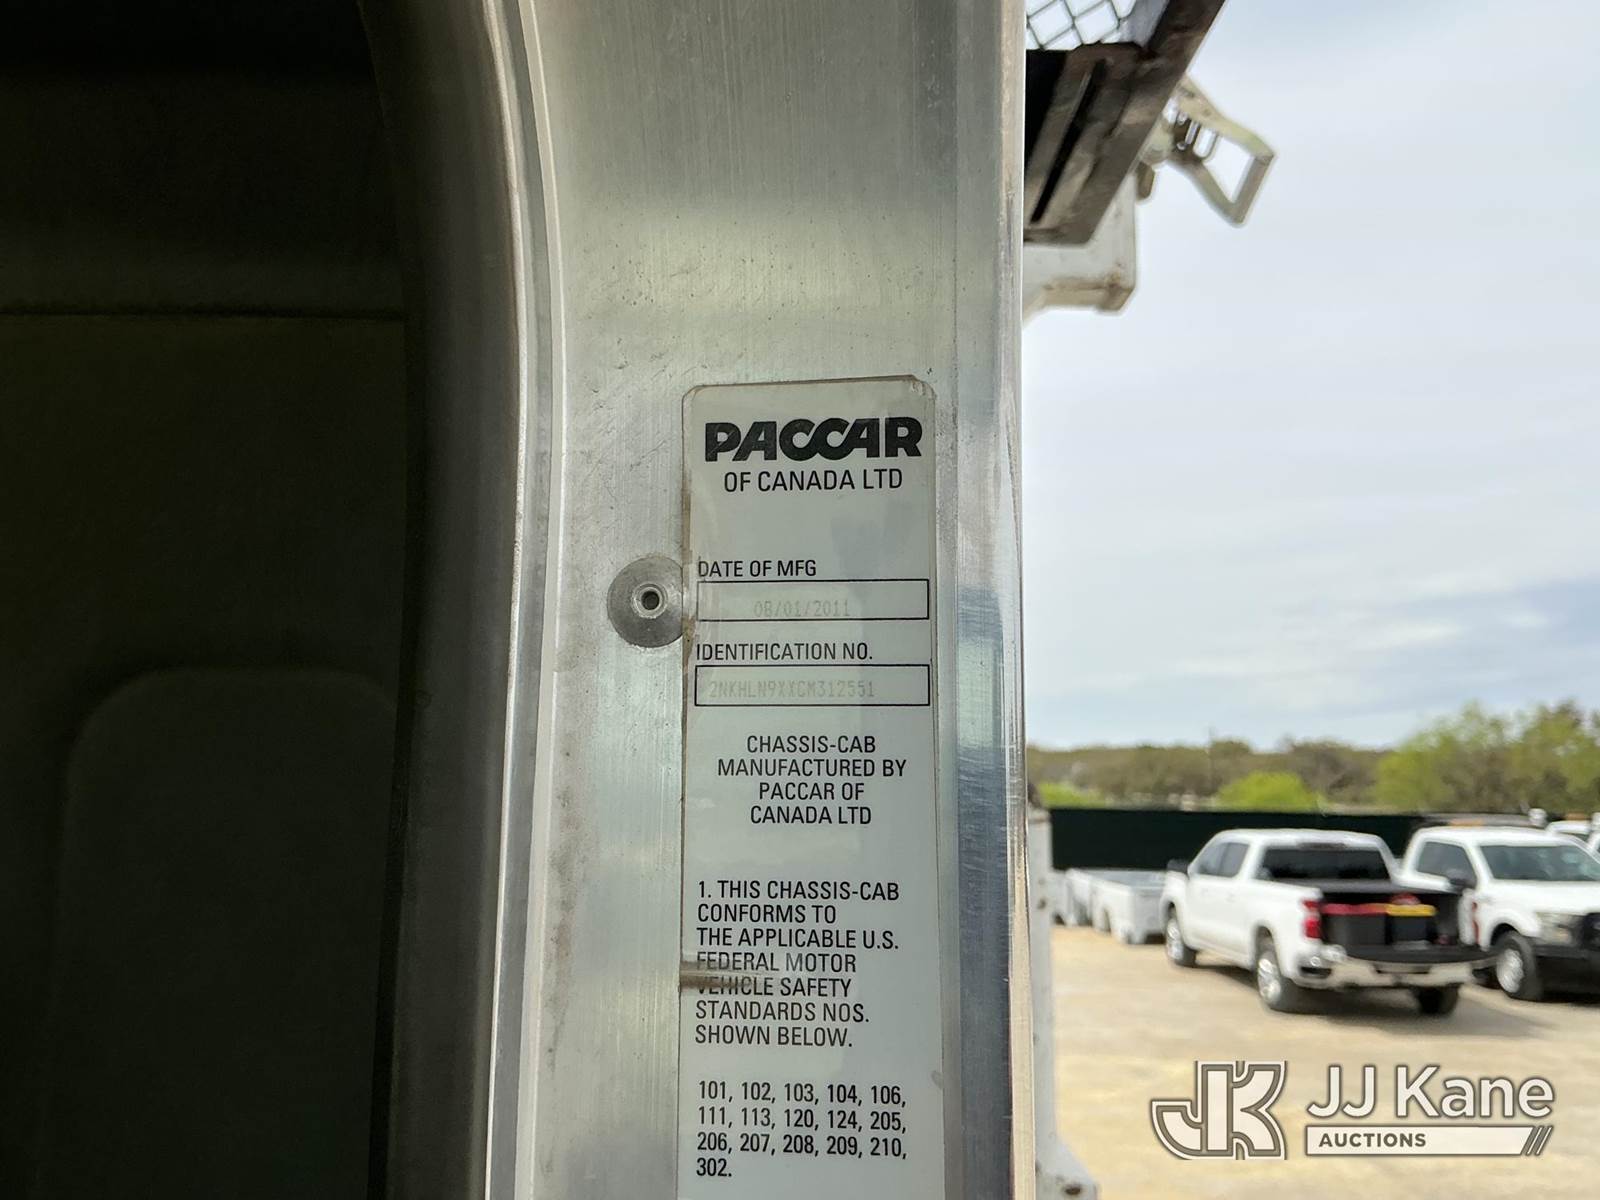 PACCAR
OF CANADA LTD
DATE OF MFG
08/01/2011
IDENTIFICATION NO.
2NKHLN9XXCM312551
CHASSIS-CAB
MANUFACTURED BY
PACCAR OF
CANADA LTD
1. THIS CHASSIS-CAB
CONFORMS TO
THE APPLICABLE U.S.
FEDERAL MOTOR
VEHICLE SAFETY
STANDARDS NOS.
SHOWN BELOW.
101, 102, 103, 104, 106,
111, 113, 120, 124, 205,
206, 207, 208, 209, 210,
302.
JK
JJ Kane
AUCTIONS